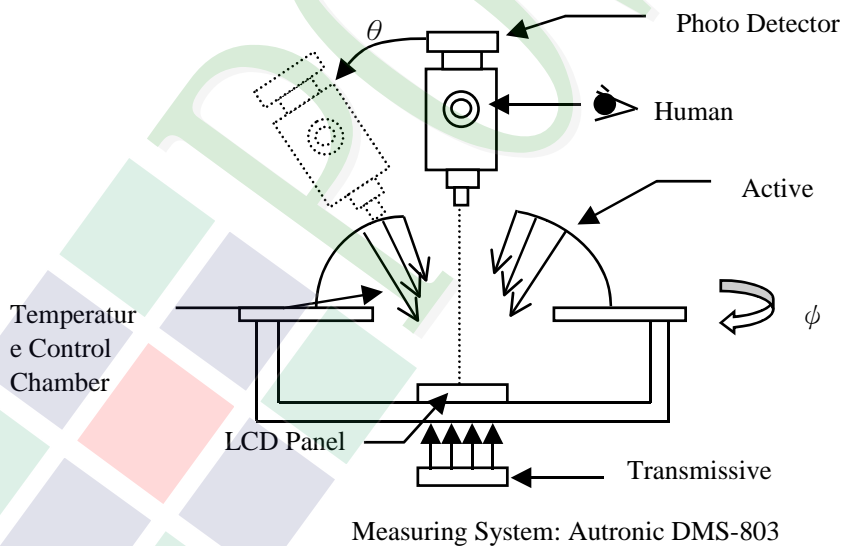 Photo Detector
θ
Human
Active
Temperatur
e Control
Chamber
ϕ
LCD Panel
Transmissive
Measuring System: Autronic DMS-803